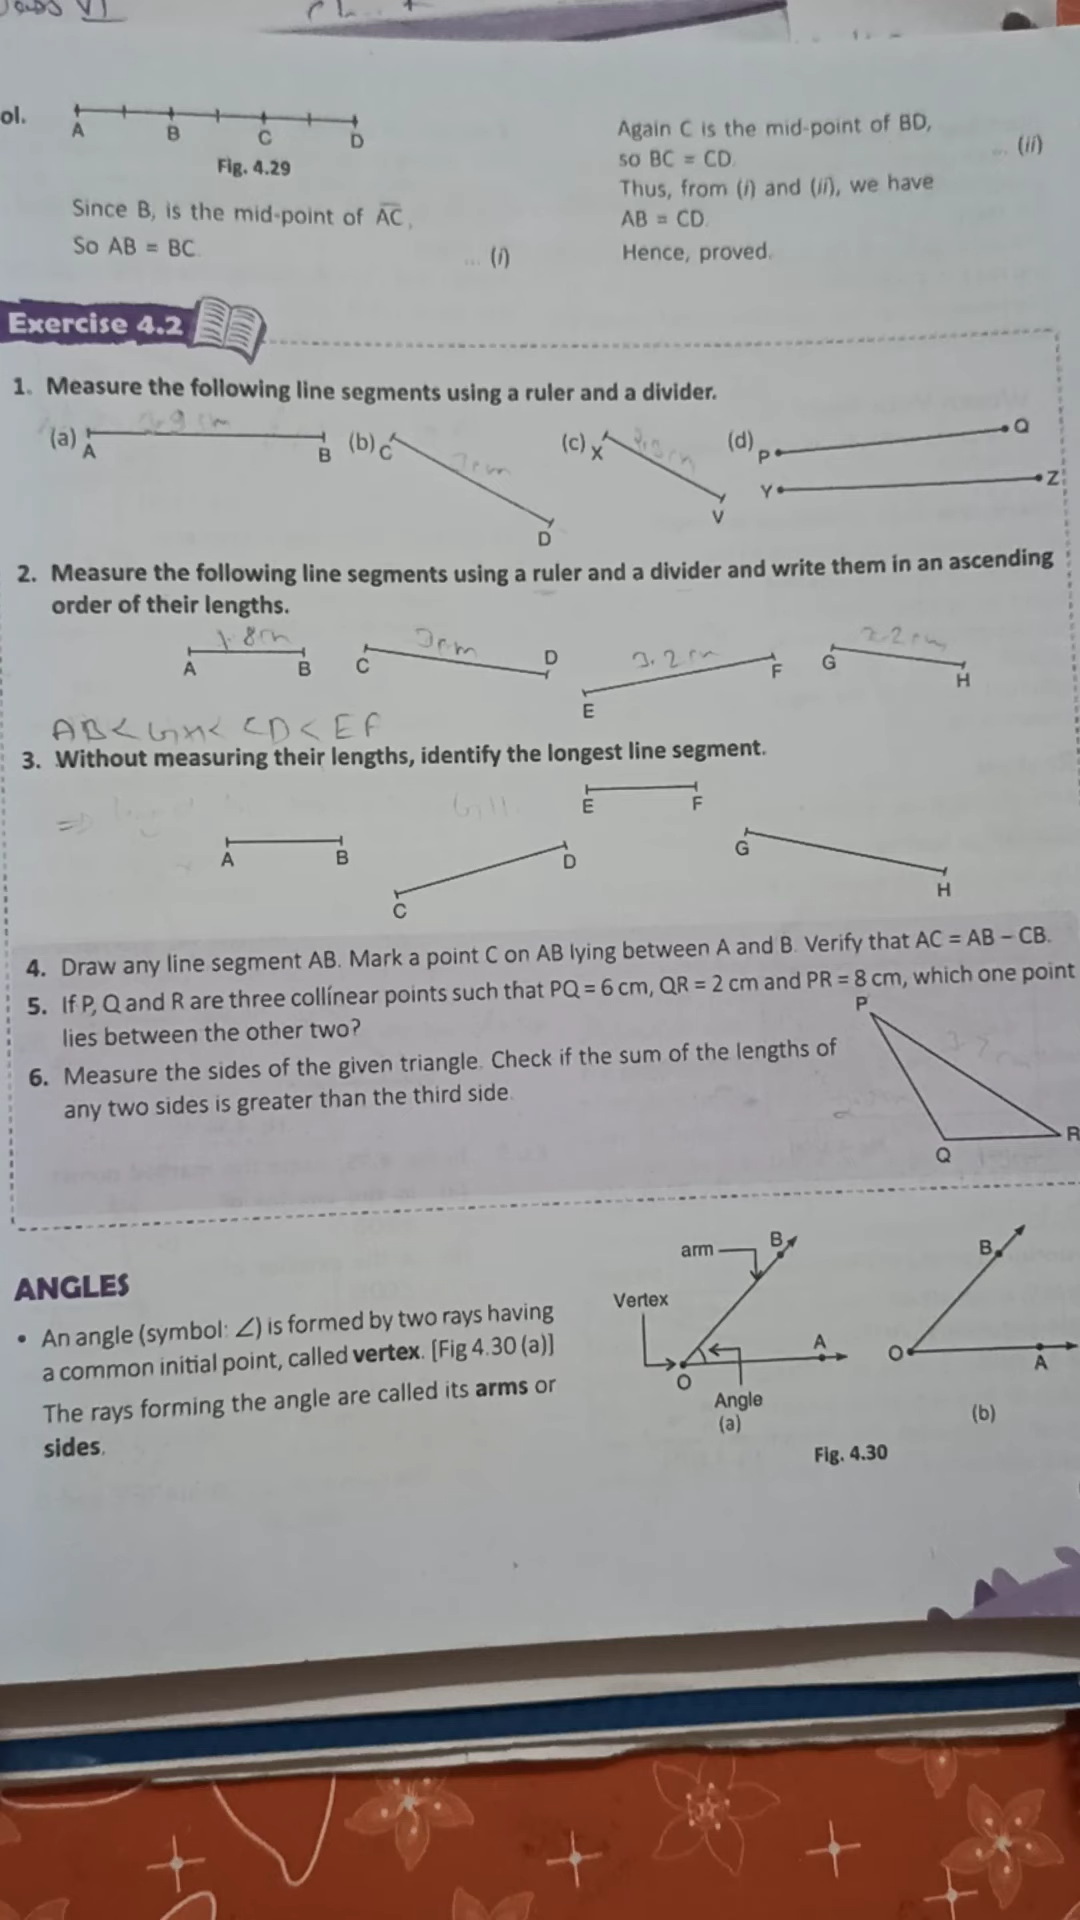 ol.
A B C D
Fig. 4.29
Since B, is the mid-point of AC,
So AB = BC. ... (i)
Again C is the mid-point of BD,
so BC = CD. ... (ii)
Thus, from (i) and (ii), we have
AB = CD.
Hence, proved.
Exercise 4.2
1. Measure the following line segments using a ruler and a divider.
(a) A B (b) C D (c) X V (d) P Q Y Z
2. Measure the following line segments using a ruler and a divider and write them in an ascending
order of their lengths.
1.8cm 3cm 3.2cm 2.2cm
A B C D E F G H
AB < GH < CD < EF
3. Without measuring their lengths, identify the longest line segment.
E F
A B C D G H
4. Draw any line segment AB. Mark a point C on AB lying between A and B. Verify that AC = AB – CB.
5. If P, Q and R are three collinear points such that PQ = 6 cm, QR = 2 cm and PR = 8 cm, which one point
lies between the other two?
6. Measure the sides of the given triangle. Check if the sum of the lengths of
any two sides is greater than the third side.
P
Q R
ANGLES
• An angle (symbol: ∠) is formed by two rays having
a common initial point, called vertex. [Fig 4.30 (a)]
The rays forming the angle are called its arms or
sides.
arm B
Vertex
A
O
Angle
(a)
B
O A
(b)
Fig. 4.30